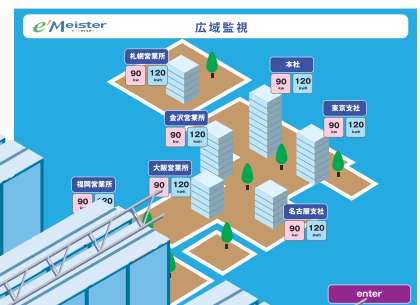 e'Meister
広域監視
札幌営業所
90 120
kw kwh
本社
90 120
kw kwh
東京支社
90 120
kw kwh
金沢営業所
90 120
kw kwh
大阪営業所
90 120
kw kwh
福岡営業所
90 120
名古屋支社
90 120
kw kwh
enter